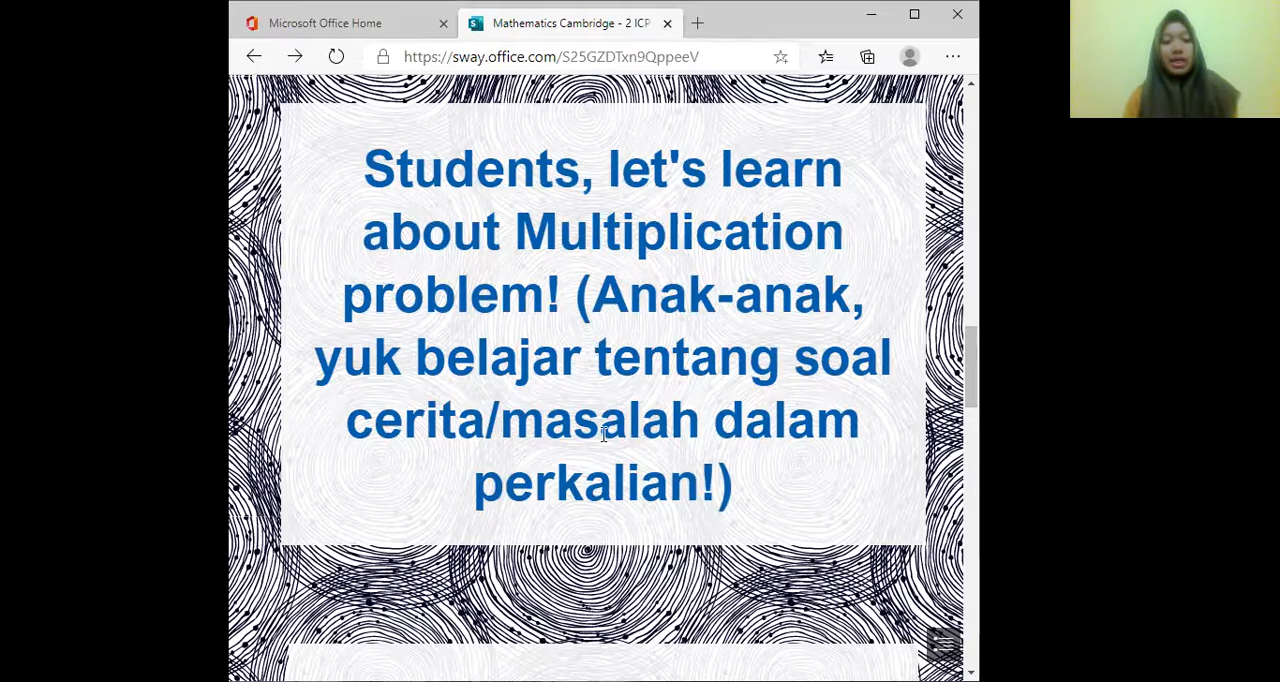 Microsoft Office Home
Mathematics Cambridge - 2 ICP
https://sway.office.com/S25GZDTxn9QppeeV
Students, let's learn
about Multiplication
problem! (Anak-anak,
yuk belajar tentang soal
cerita/masalah dalam
perkalian!)